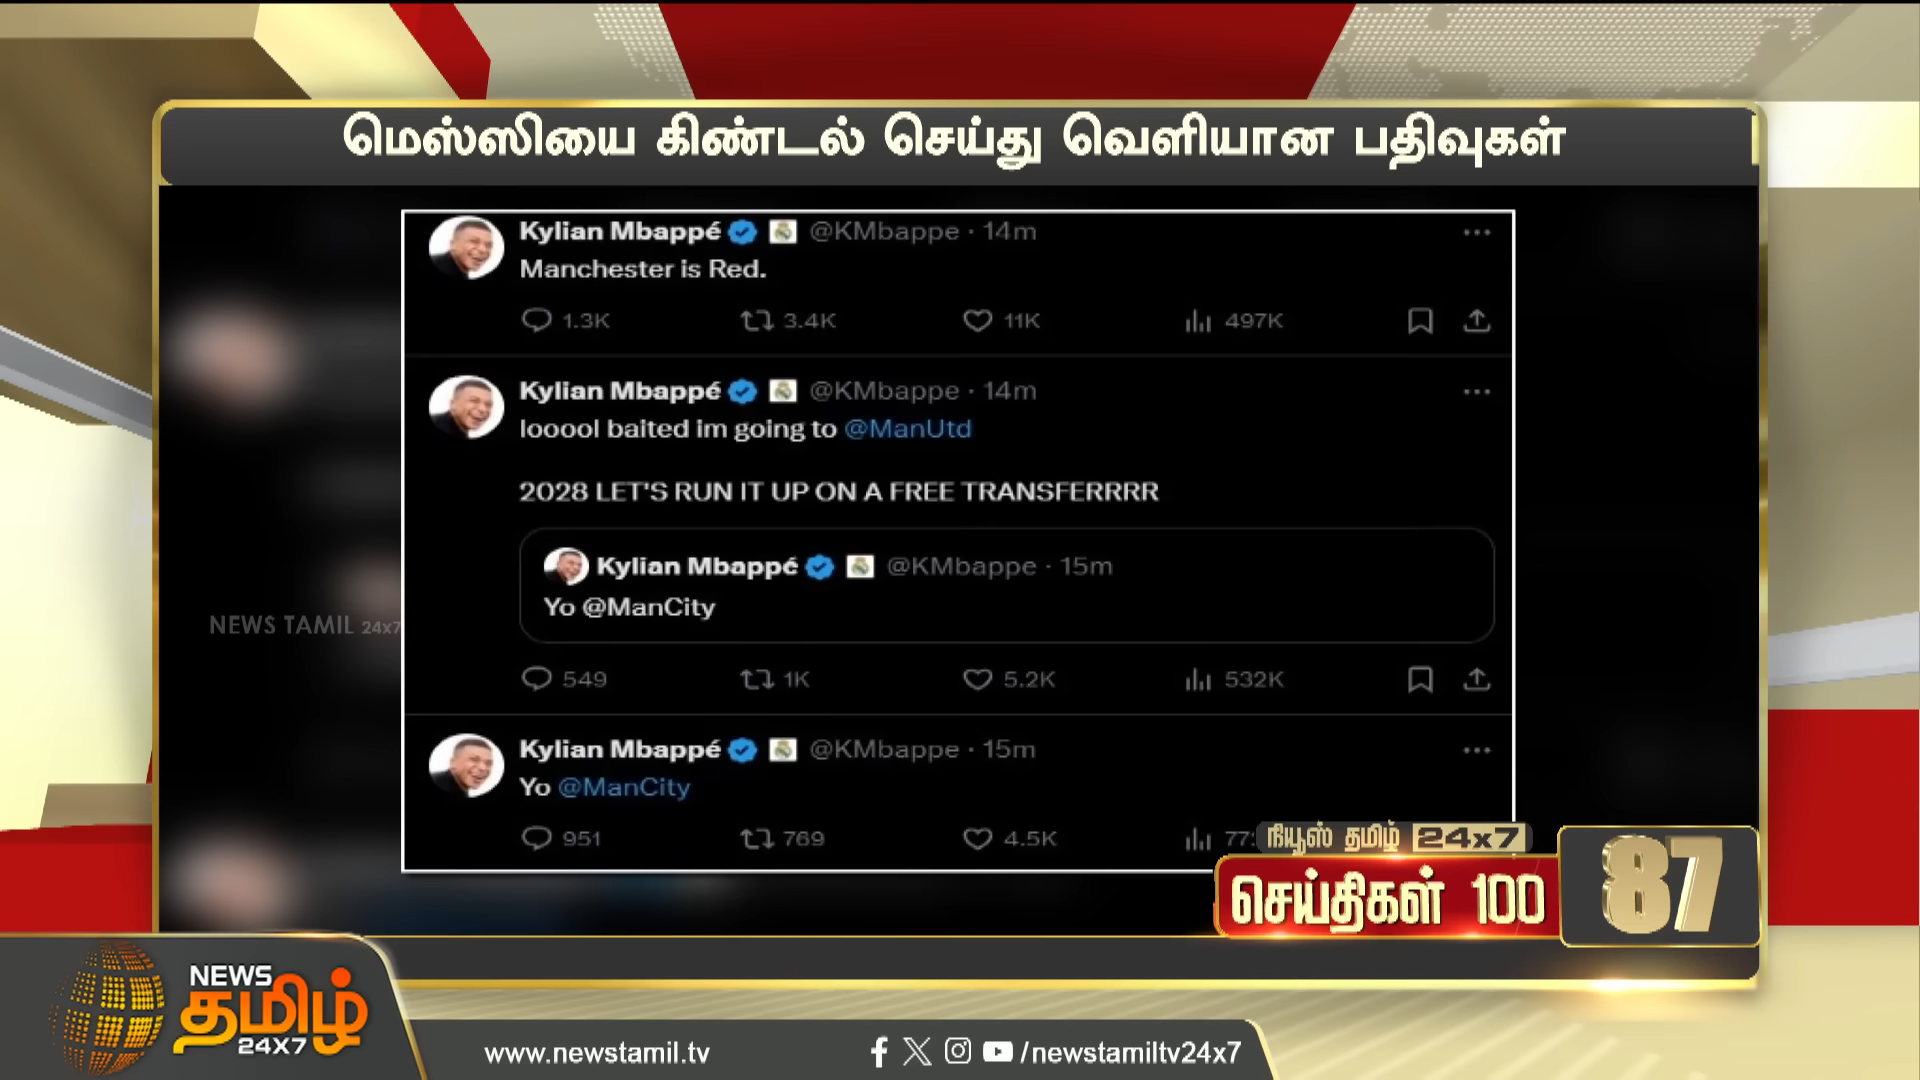 மெஸ்ஸியை கிண்டல் செய்து வெளியான பதிவுகள்
Kylian Mbappé @KMbappe · 14m
Manchester is Red.
1.3K 3.4K 11K 497K
Kylian Mbappé @KMbappe · 14m
looool baited im going to @ManUtd
2028 LET'S RUN IT UP ON A FREE TRANSFERRRR
Kylian Mbappé @KMbappe · 15m
Yo @ManCity
549 1K 5.2K 532K
NEWS TAMIL 24x7
Kylian Mbappé @KMbappe · 15m
Yo @ManCity
951 769 4.5K
நியூஸ் தமிழ் 24x7
செய்திகள் 100 87
NEWS
தமிழ்
24X7
www.newstamil.tv
/newstamiltv24x7